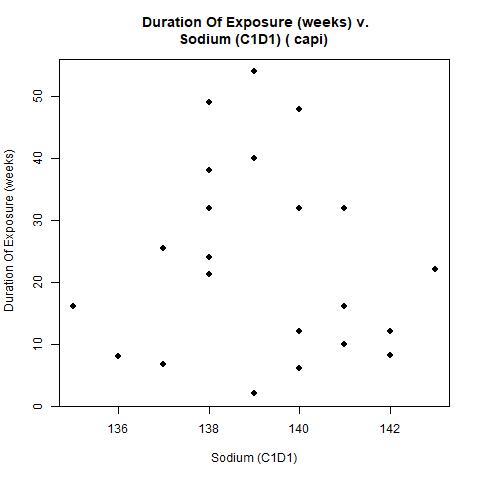 Duration Of Exposure (weeks) v.
Sodium (C1D1) ( capi)
Duration Of Exposure (weeks)
50
40
30
20
10
0
136 138 140 142
Sodium (C1D1)